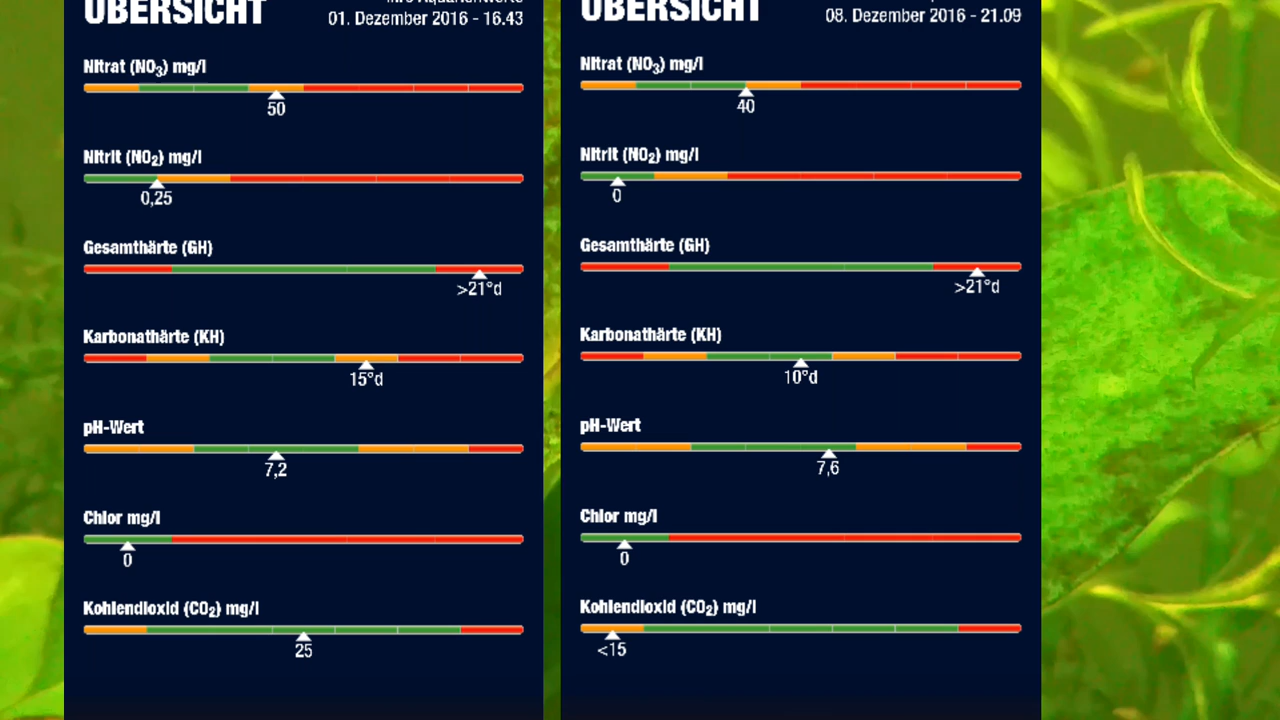 ÜBERSICHT
01. Dezember 2016 - 16.43
Nitrat (NO₃) mg/l
50
Nitrit (NO₂) mg/l
0,25
Gesamthärte (GH)
>21°d
Karbonathärte (KH)
15°d
pH-Wert
7,2
Chlor mg/l
0
Kohlendioxid (CO₂) mg/l
25
ÜBERSICHT
08. Dezember 2016 - 21.09
Nitrat (NO₃) mg/l
40
Nitrit (NO₂) mg/l
0
Gesamthärte (GH)
>21°d
Karbonathärte (KH)
10°d
pH-Wert
7,6
Chlor mg/l
0
Kohlendioxid (CO₂) mg/l
<15